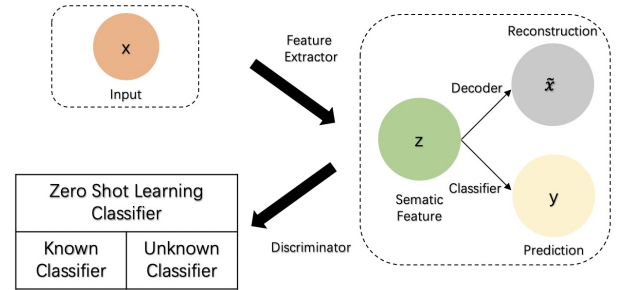 x
Input
Feature
Extractor
Reconstruction
x̃
Decoder
z
Sematic
Feature
Classifier
y
Prediction
Discriminator
Zero Shot Learning
Classifier
Known
Classifier
Unknown
Classifier